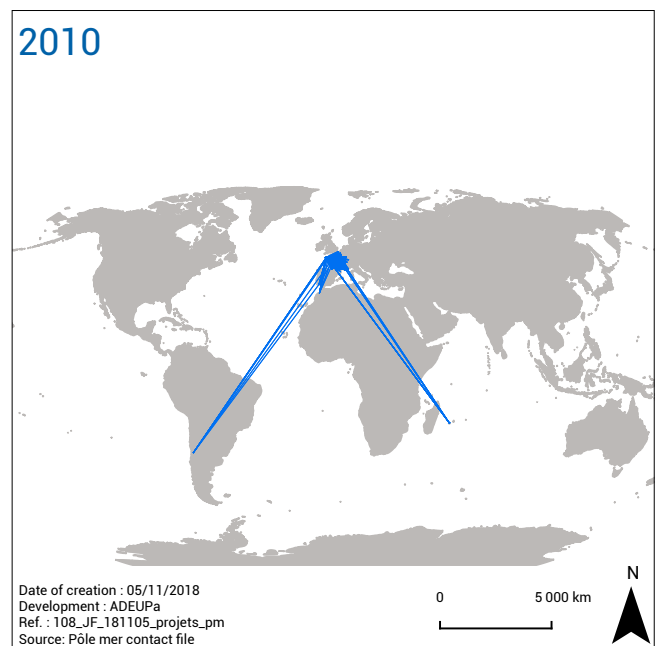 2010
Date of creation : 05/11/2018
Development : ADEUPa
Ref. : 108_JF_181105_projets_pm
Source: Pôle mer contact file
0 5 000 km
N